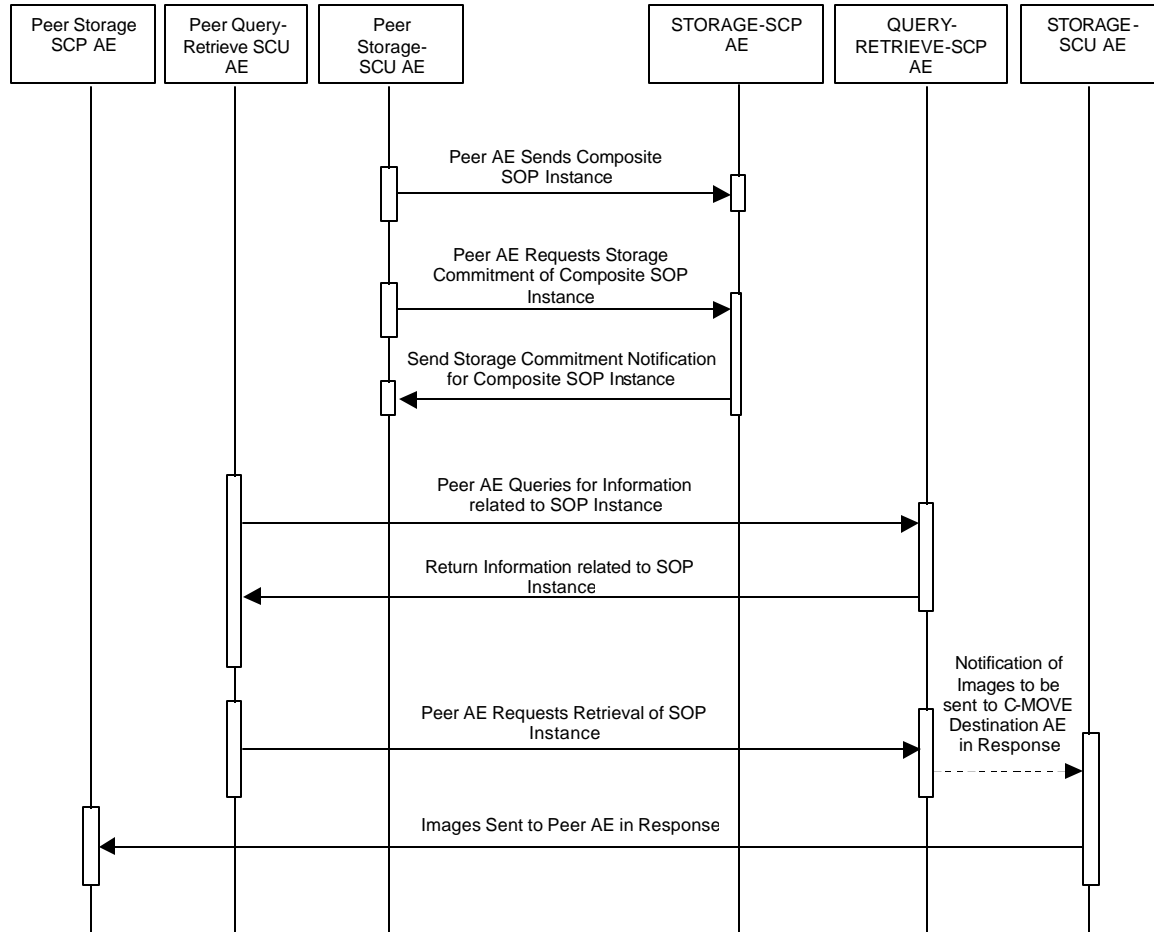 Peer Storage
SCP AE
Peer Query-
Retrieve SCU
AE
Peer
Storage-
SCU AE
STORAGE-SCP
AE
QUERY-
RETRIEVE-SCP
AE
STORAGE-
SCU AE
Peer AE Sends Composite
SOP Instance
Peer AE Requests Storage
Commitment of Composite SOP
Instance
Send Storage Commitment Notification
for Composite SOP Instance
Peer AE Queries for Information
related to SOP Instance
Return Information related to SOP
Instance
Notification of
Images to be
sent to C-MOVE
Destination AE
in Response
Peer AE Requests Retrieval of SOP
Instance
Images Sent to Peer AE in Response